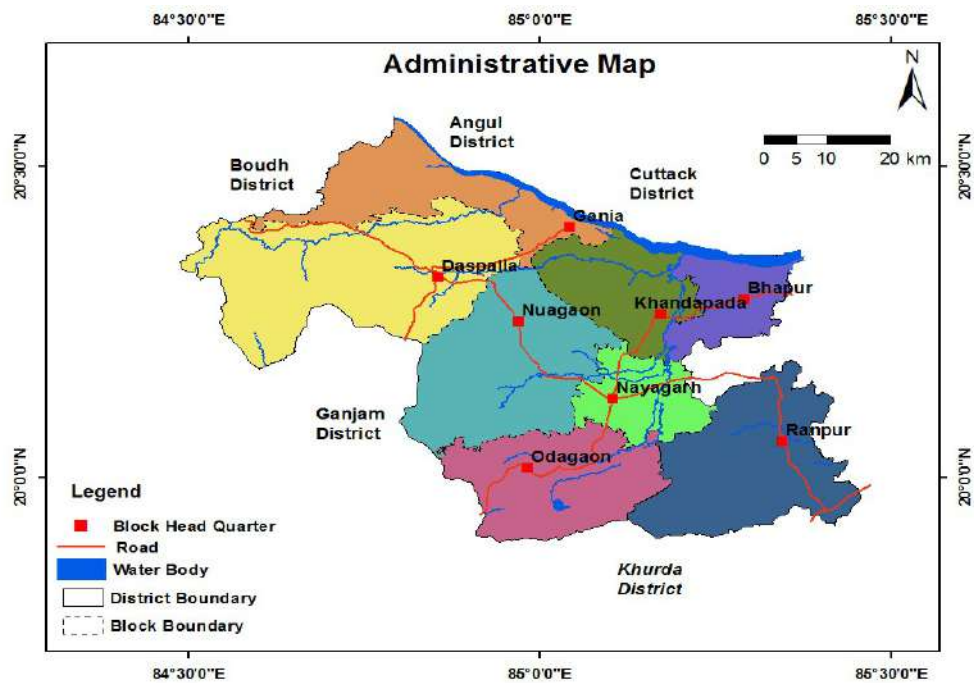 84°30'0"E
85°0'0"E
85°30'0"E
Administrative Map
N
0 5 10 20 km
20°30'0"N
20°30'0"N
Angul
District
Boudh
District
Cuttack
District
Gania
Daspalla
Bhapur
Khandapada
Nuagaon
Nayagarh
Ganjam
District
Ranpur
Odagaon
20°0'0"N
20°0'0"N
Legend
Block Head Quarter
Road
Water Body
District Boundary
Block Boundary
Khurda
District
84°30'0"E
85°0'0"E
85°30'0"E